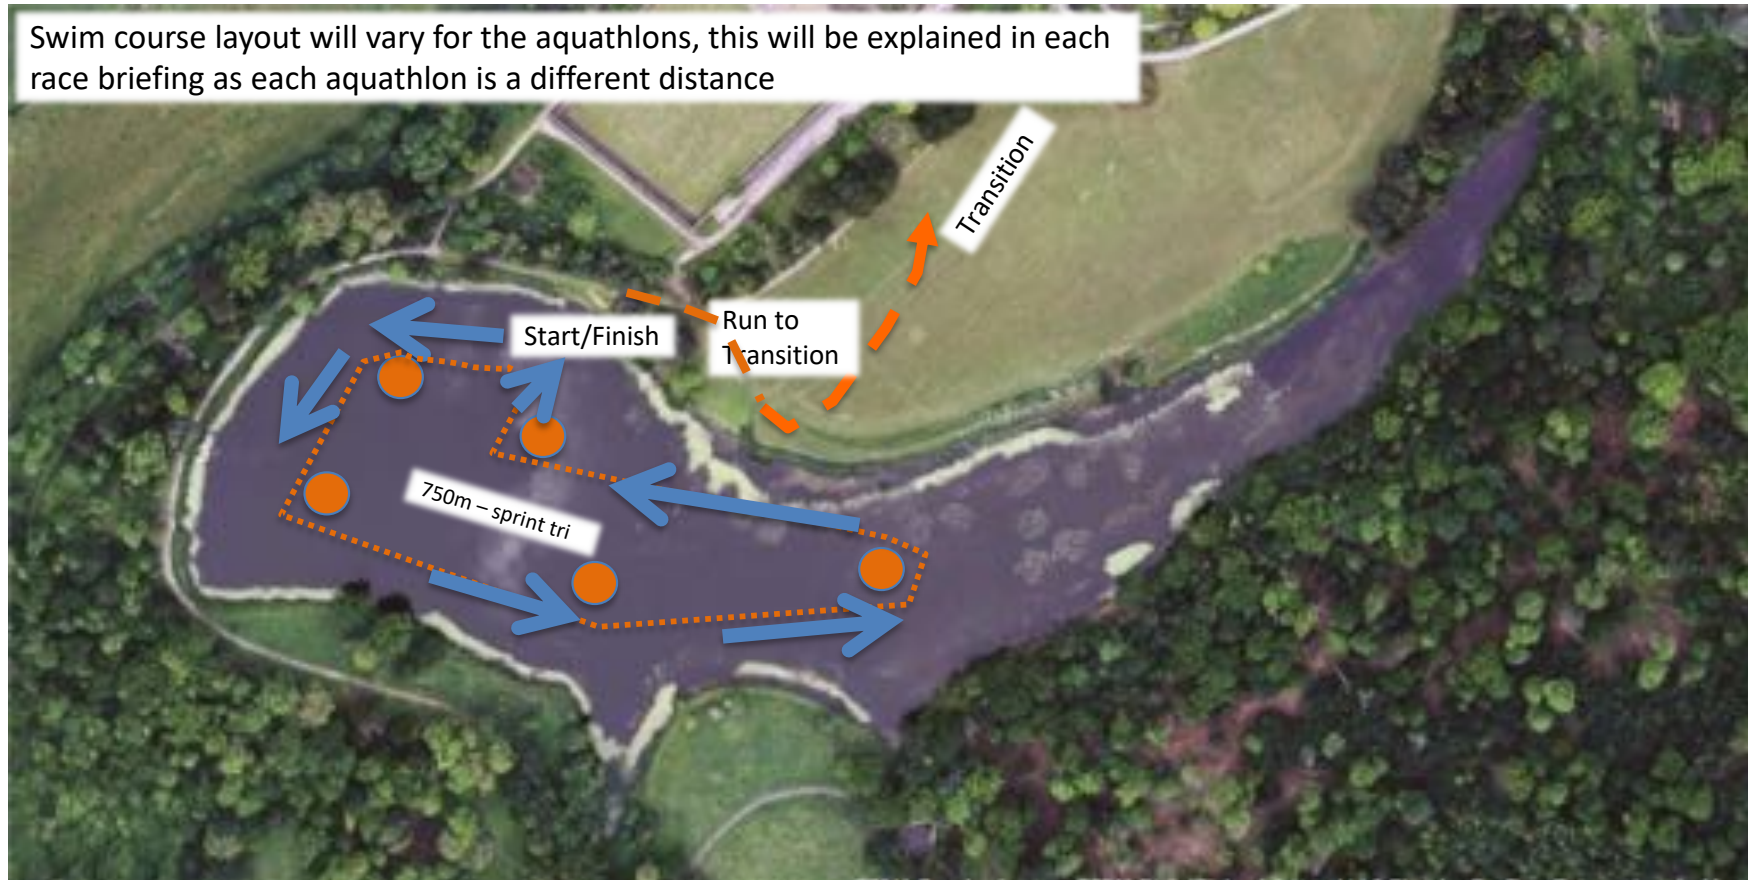 Swim course layout will vary for the aquathlons, this will be explained in each
race briefing as each aquathlon is a different distance
Transition
Run to
Transition
Start/Finish
750m – sprint tri